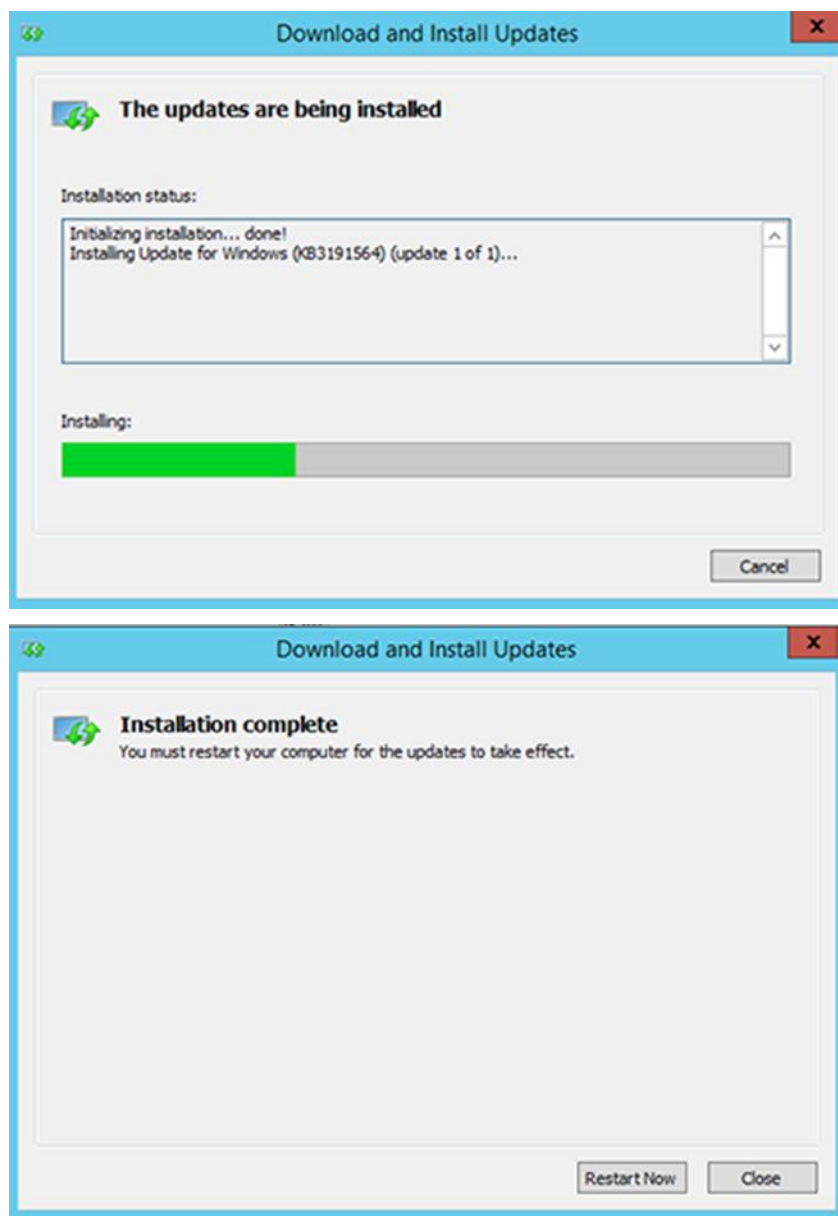 Download and Install Updates
x
The updates are being installed
Installation status:
Initializing installation... done!
Installing Update for Windows (KB3191564) (update 1 of 1)...
Installing:
Cancel
Download and Install Updates
x
Installation complete
You must restart your computer for the updates to take effect.
Restart Now
Close